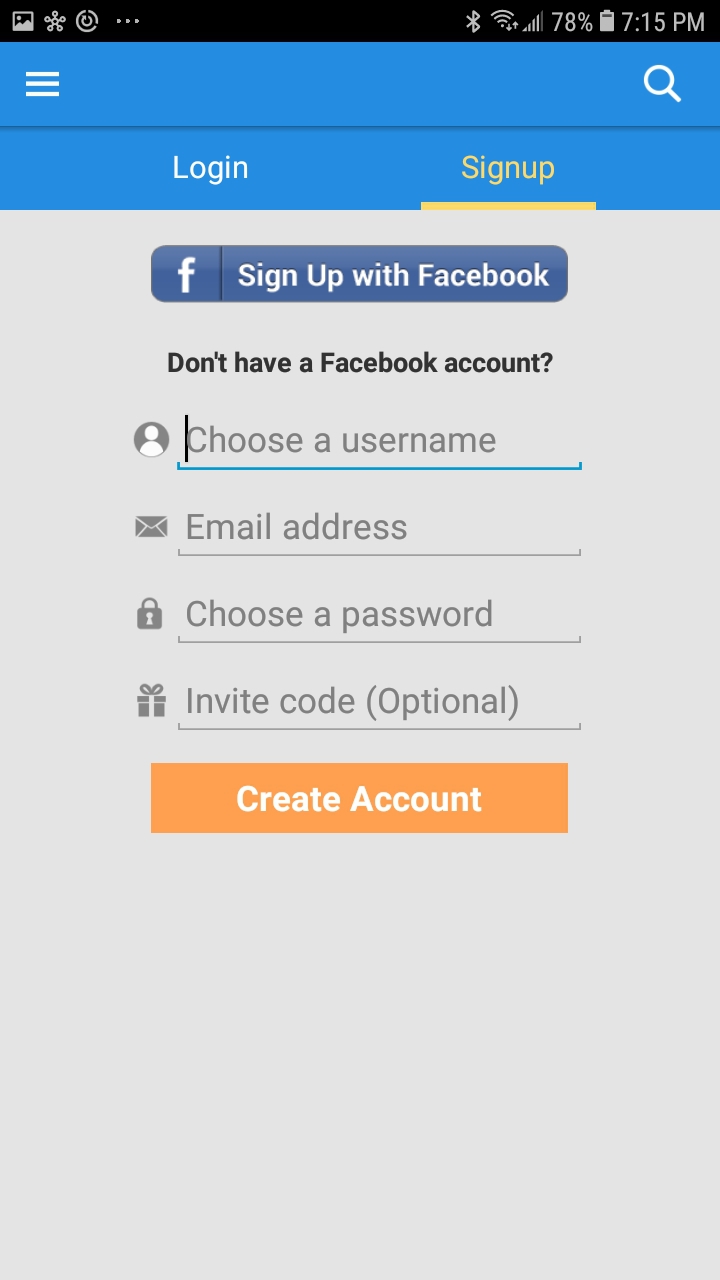 78% 7:15 PM
Login Signup
f Sign Up with Facebook
Don't have a Facebook account?
Choose a username
Email address
Choose a password
Invite code (Optional)
Create Account